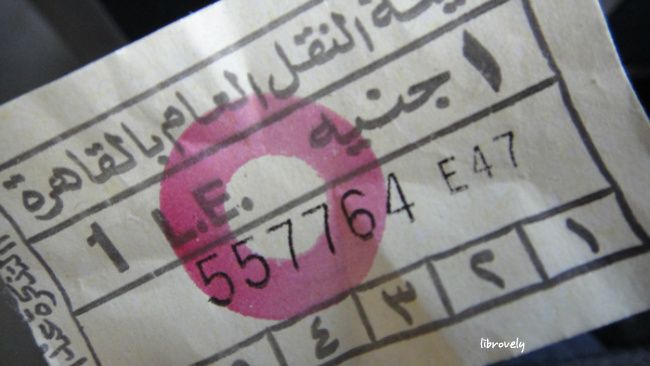 النقل العام بالقاهرة
١ جنيه
1 L.E.
557764 E47
١ ٢ ٣ ٤
librovely